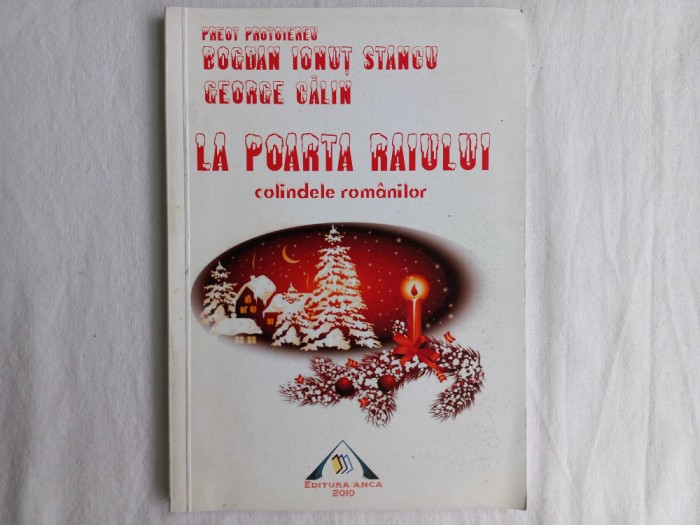 PREOT PROTOIEREU
BOGDAN IONUȚ STANCU
GEORGE CĂLIN
LA POARTA RAIULUI
colindele românilor
EDITURA ANCA
2010